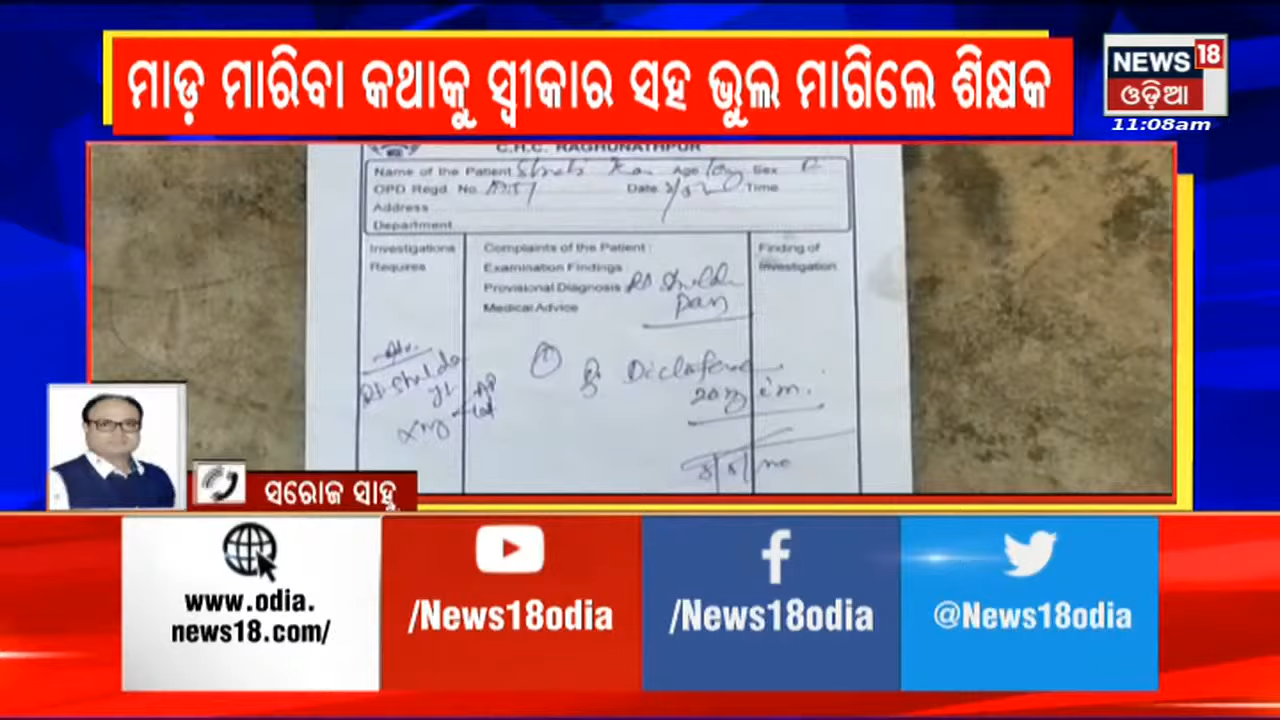 ମାଡ଼ ମାରିବା କଥାକୁ ସ୍ୱୀକାର ସହ ଭୁଲ ମାଗିଲେ ଶିକ୍ଷକ
NEWS 18
ଓଡ଼ିଆ
11:08am
C.H.C. RAGHUNATHPUR
Name of the Patient Age Sex
OPD Regd. No. Date Time
Address
Department
Investigations
Requires
Complaints of the Patient :
Examination Findings
Provisional Diagnosis
Medical Advice
Finding of
Investigation
ସରୋଜ ସାହୁ
www.odia.
news18.com/
/News18odia
/News18odia
@News18odia